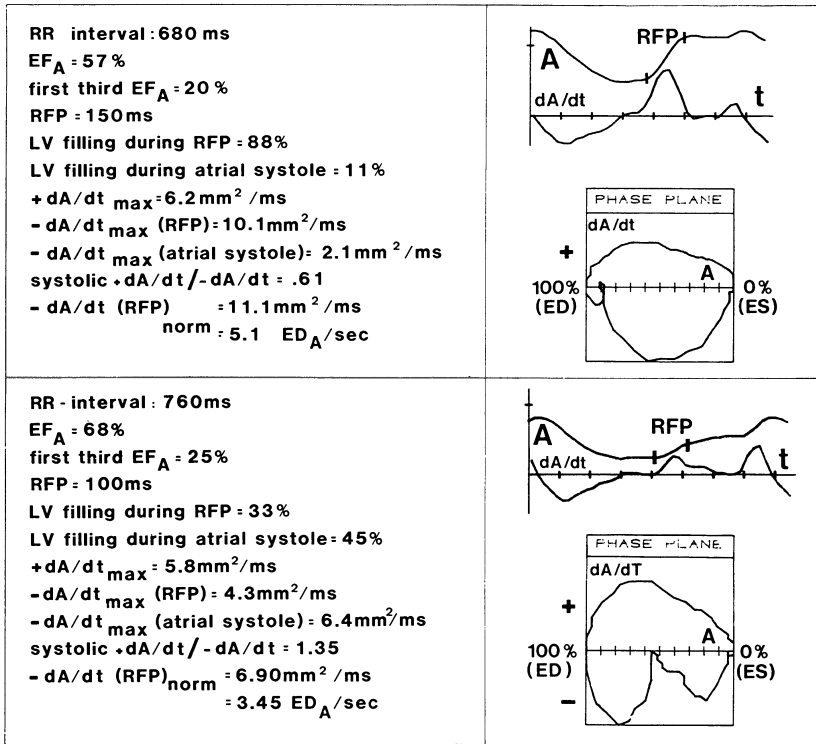 RR interval : 680 ms
EF A = 57%
first third EF A = 20%
RFP = 150ms
LV filling during RFP = 88%
LV filling during atrial systole = 11%
+ dA/dt max = 6.2 mm² /ms
- dA/dt max (RFP) = 10.1mm²/ms
- dA/dt max (atrial systole) = 2.1mm²/ms
systolic +dA/dt / -dA/dt = .61
- dA/dt (RFP) norm = 11.1mm²/ms
= 5.1 ED A/sec
RFP
A
dA/dt
t
PHASE PLANE
dA/dt
+
A
100% (ED)
0% (ES)
RR - interval : 760ms
EF A = 68%
first third EF A = 25%
RFP = 100ms
LV filling during RFP = 33%
LV filling during atrial systole = 45%
+dA/dt max = 5.8mm²/ms
-dA/dt max (RFP) = 4.3mm²/ms
-dA/dt max (atrial systole) = 6.4mm²/ms
systolic +dA/dt / -dA/dt = 1.35
- dA/dt (RFP) norm = 6.90mm² /ms
= 3.45 ED A/sec
RFP
A
dA/dt
t
PHASE PLANE
dA/dT
+
A
100% (ED)
0% (ES)
-